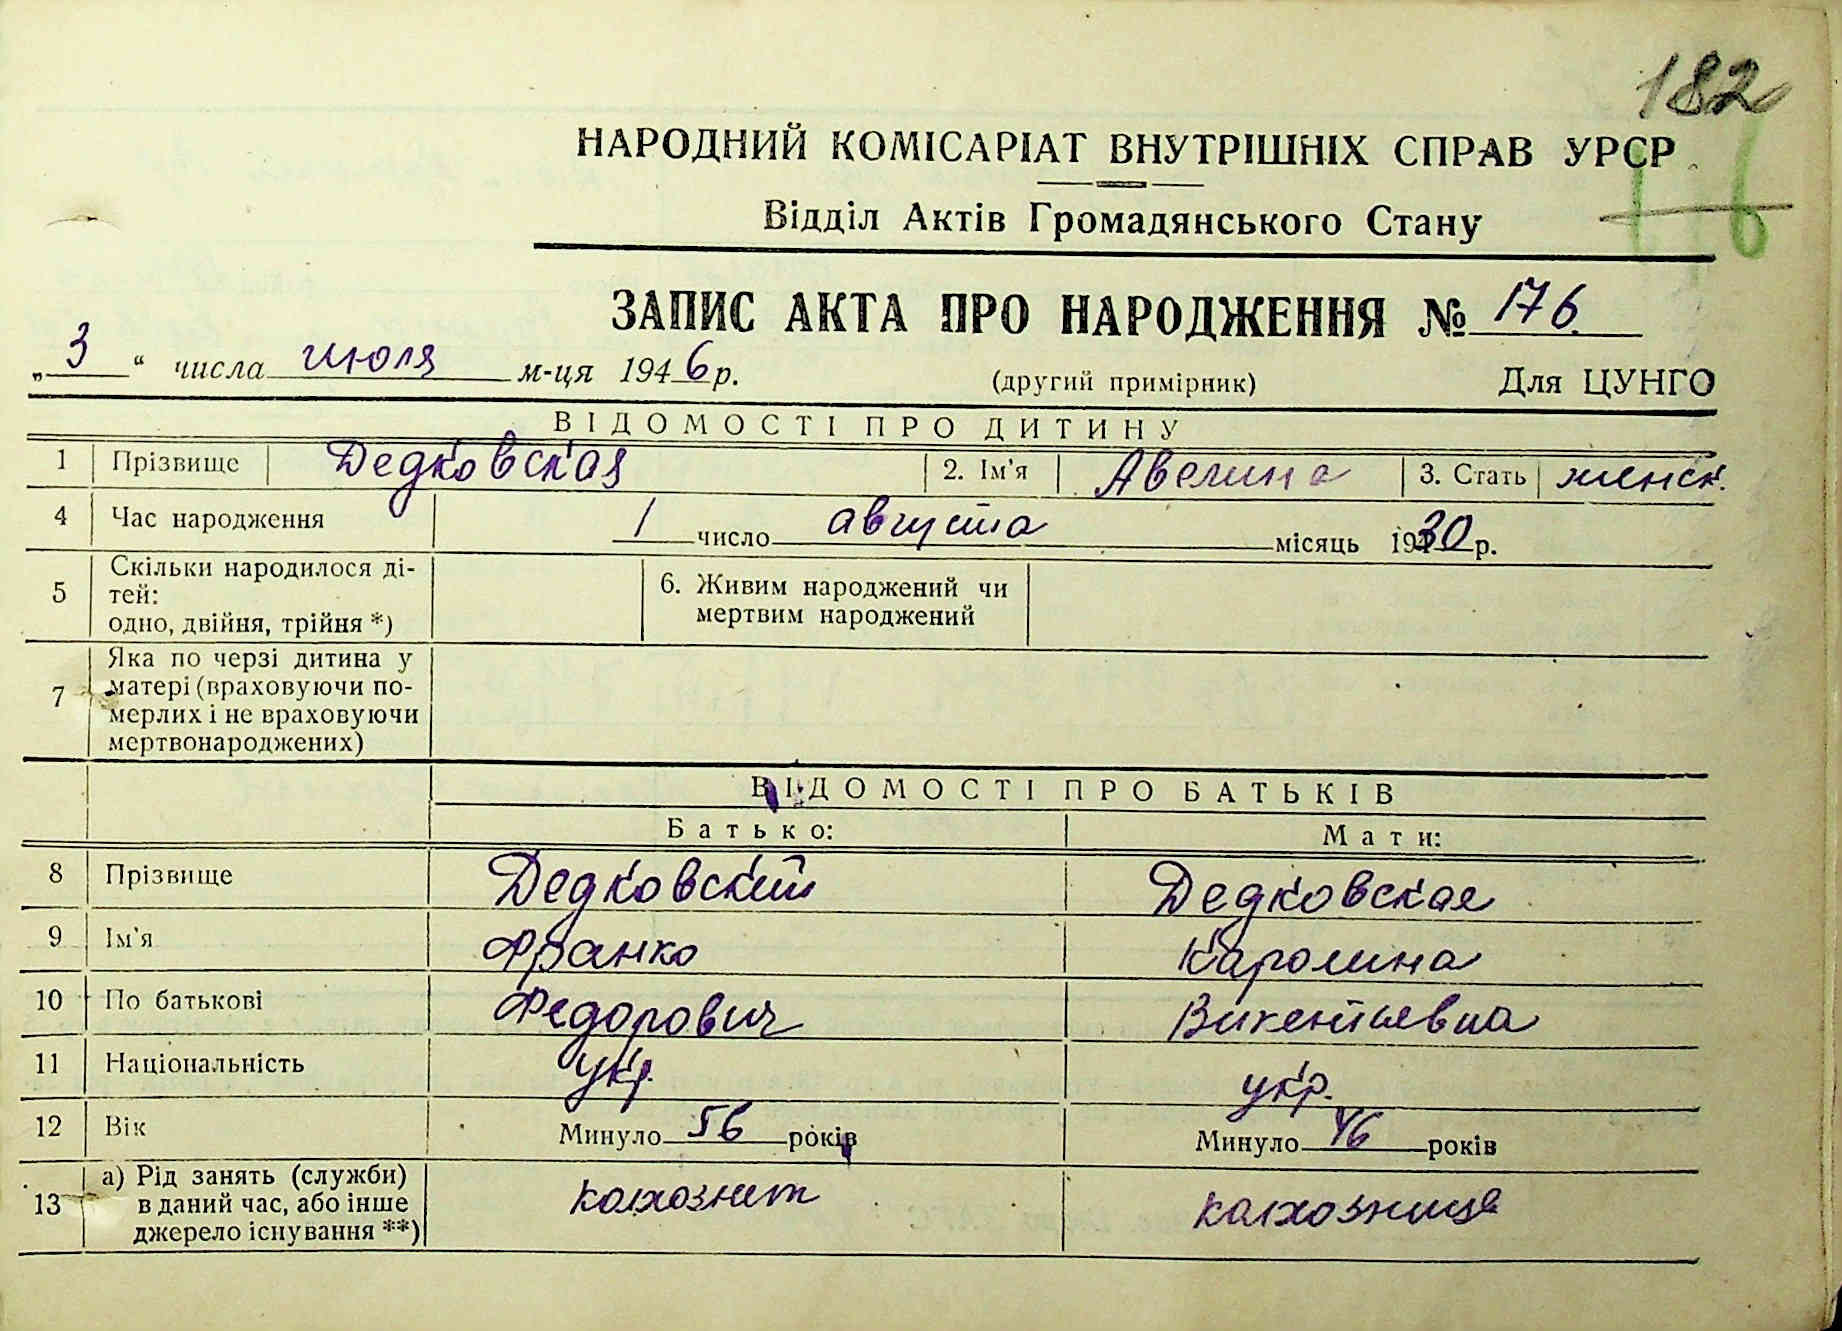 182
НАРОДНИЙ КОМІСАРІАТ ВНУТРІШНІХ СПРАВ УРСР
Відділ Актів Громадянського Стану
ЗАПИС АКТА ПРО НАРОДЖЕННЯ № 176.
„ 3 “ числа июля м-ця 1946 р.
(другий примірник) Для ЦУНГО
ВІДОМОСТІ ПРО ДИТИНУ
1 Прізвище Дедковская 2. Ім'я Авелина 3. Стать женск.
4 Час народження 1 число августа місяць 1930 р.
5 Скільки народилося ді-
тей:
одно, двійня, трійня *)
6. Живим народжений чи
мертвим народжений
7 Яка по черзі дитина у
матері (враховуючи по-
мерлих і не враховуючи
мертвонароджених)
ВІДОМОСТІ ПРО БАТЬКІВ
Батько: Мати:
8 Прізвище Дедковский Дедковская
9 Ім'я Франко Каролина
10 По батькові Федорович Викентьевна
11 Національність укр. укр.
12 Вік Минуло 56 років Минуло 46 років
13 а) Рід занять (служби)
в даний час, або інше
джерело існування **)
колхозник колхозница